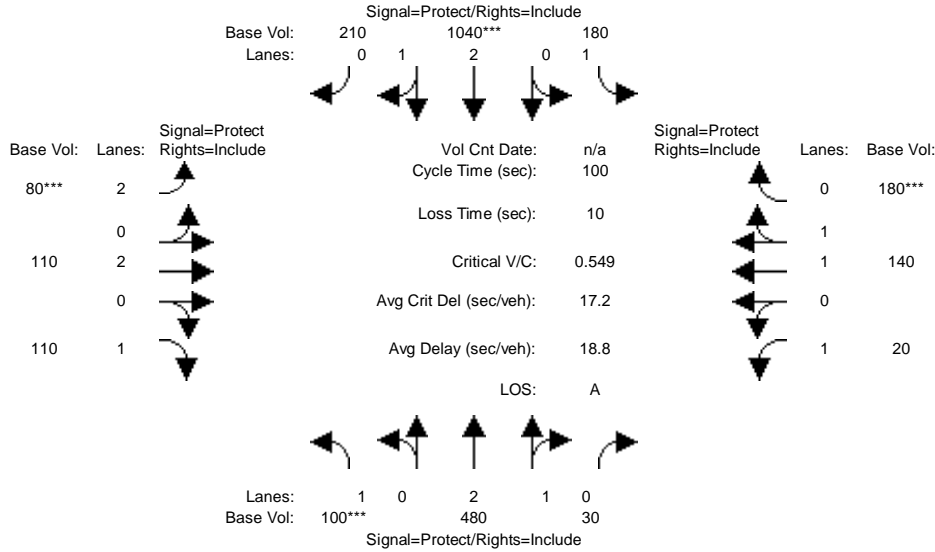 Signal=Protect/Rights=Include
Base Vol: 210 1040*** 180
Lanes: 0 1 2 0 1
Signal=Protect Signal=Protect
Base Vol: Lanes: Rights=Include Vol Cnt Date: n/a Rights=Include Lanes: Base Vol:
Cycle Time (sec): 100
80*** 2 0 180***
Loss Time (sec): 10
0 1
110 2 Critical V/C: 0.549 1 140
0 Avg Crit Del (sec/veh): 17.2 0
110 1 Avg Delay (sec/veh): 18.8 1 20
LOS: A
Lanes: 1 0 2 1 0
Base Vol: 100*** 480 30
Signal=Protect/Rights=Include